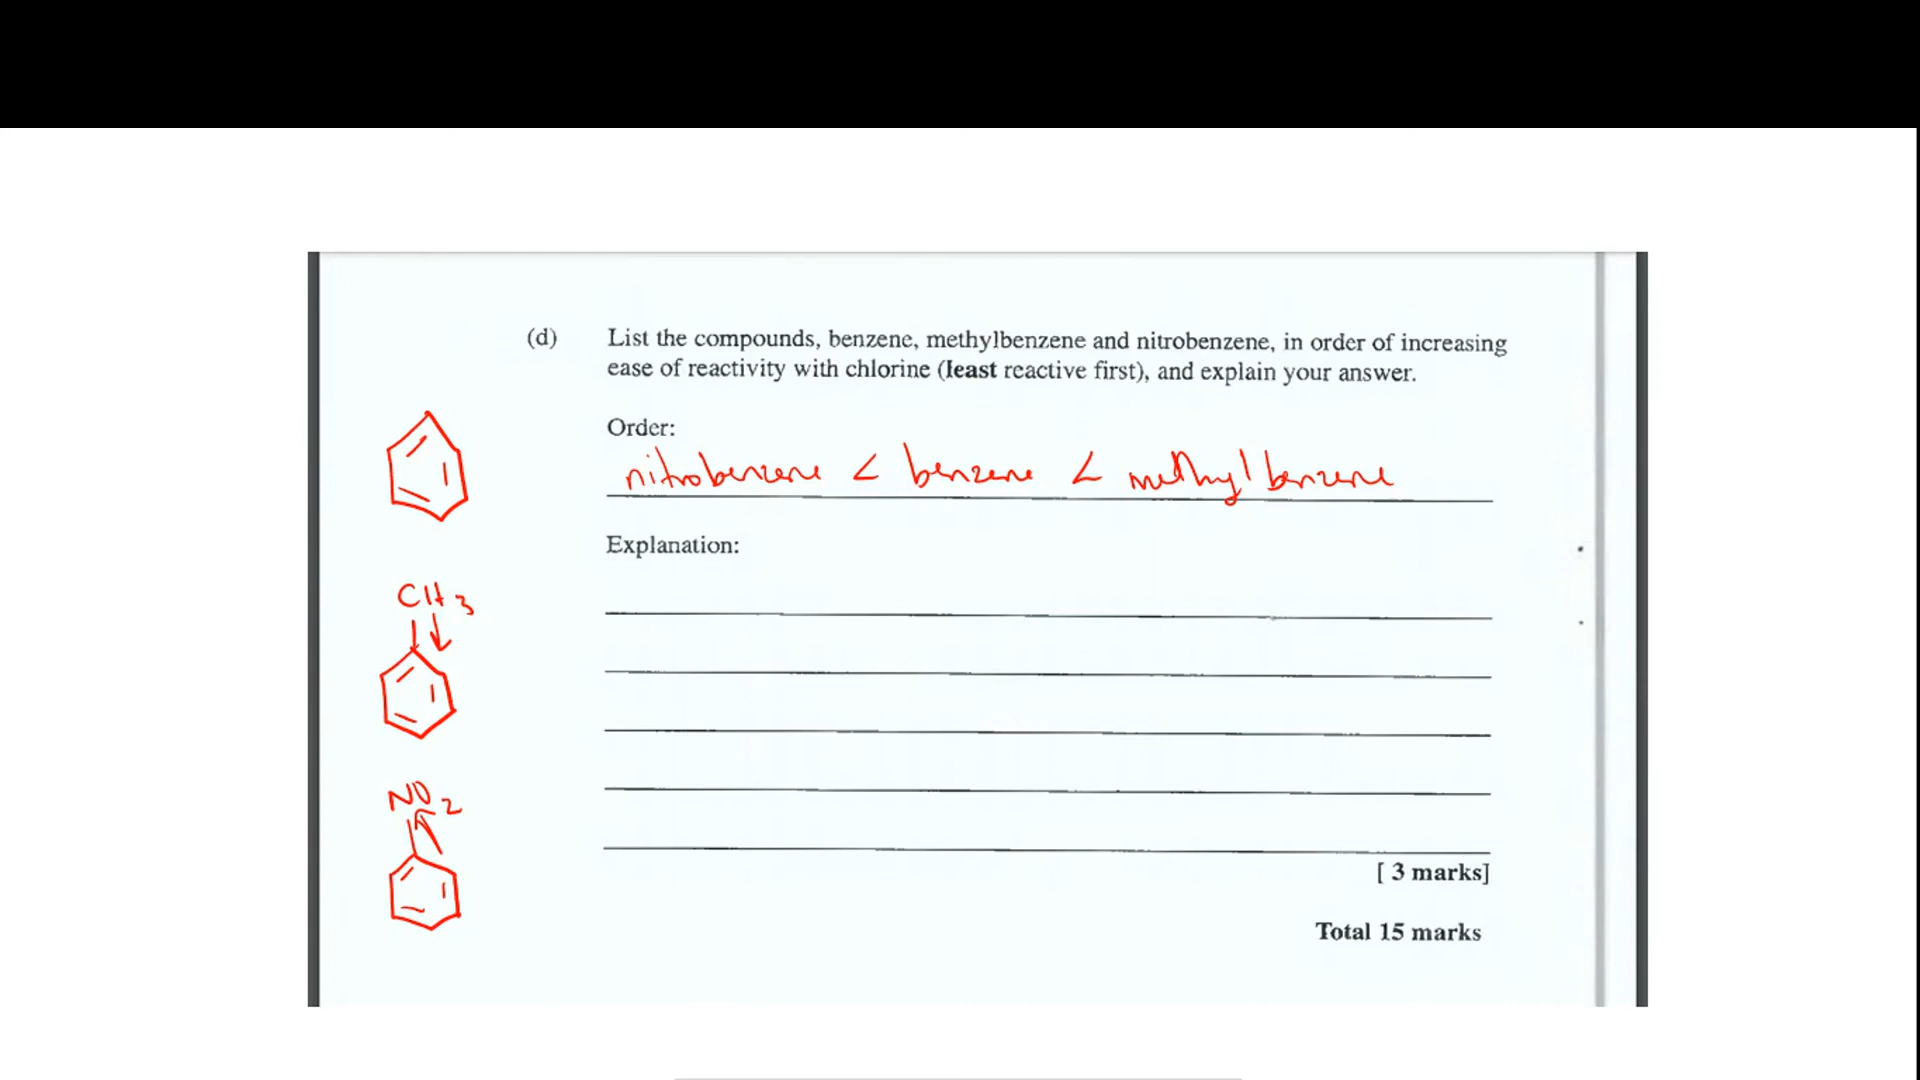 (d) List the compounds, benzene, methylbenzene and nitrobenzene, in order of increasing
ease of reactivity with chlorine (least reactive first), and explain your answer.
Order:
nitrobenzene < benzene < methylbenzene
Explanation:
CH3
NO2
[ 3 marks]
Total 15 marks